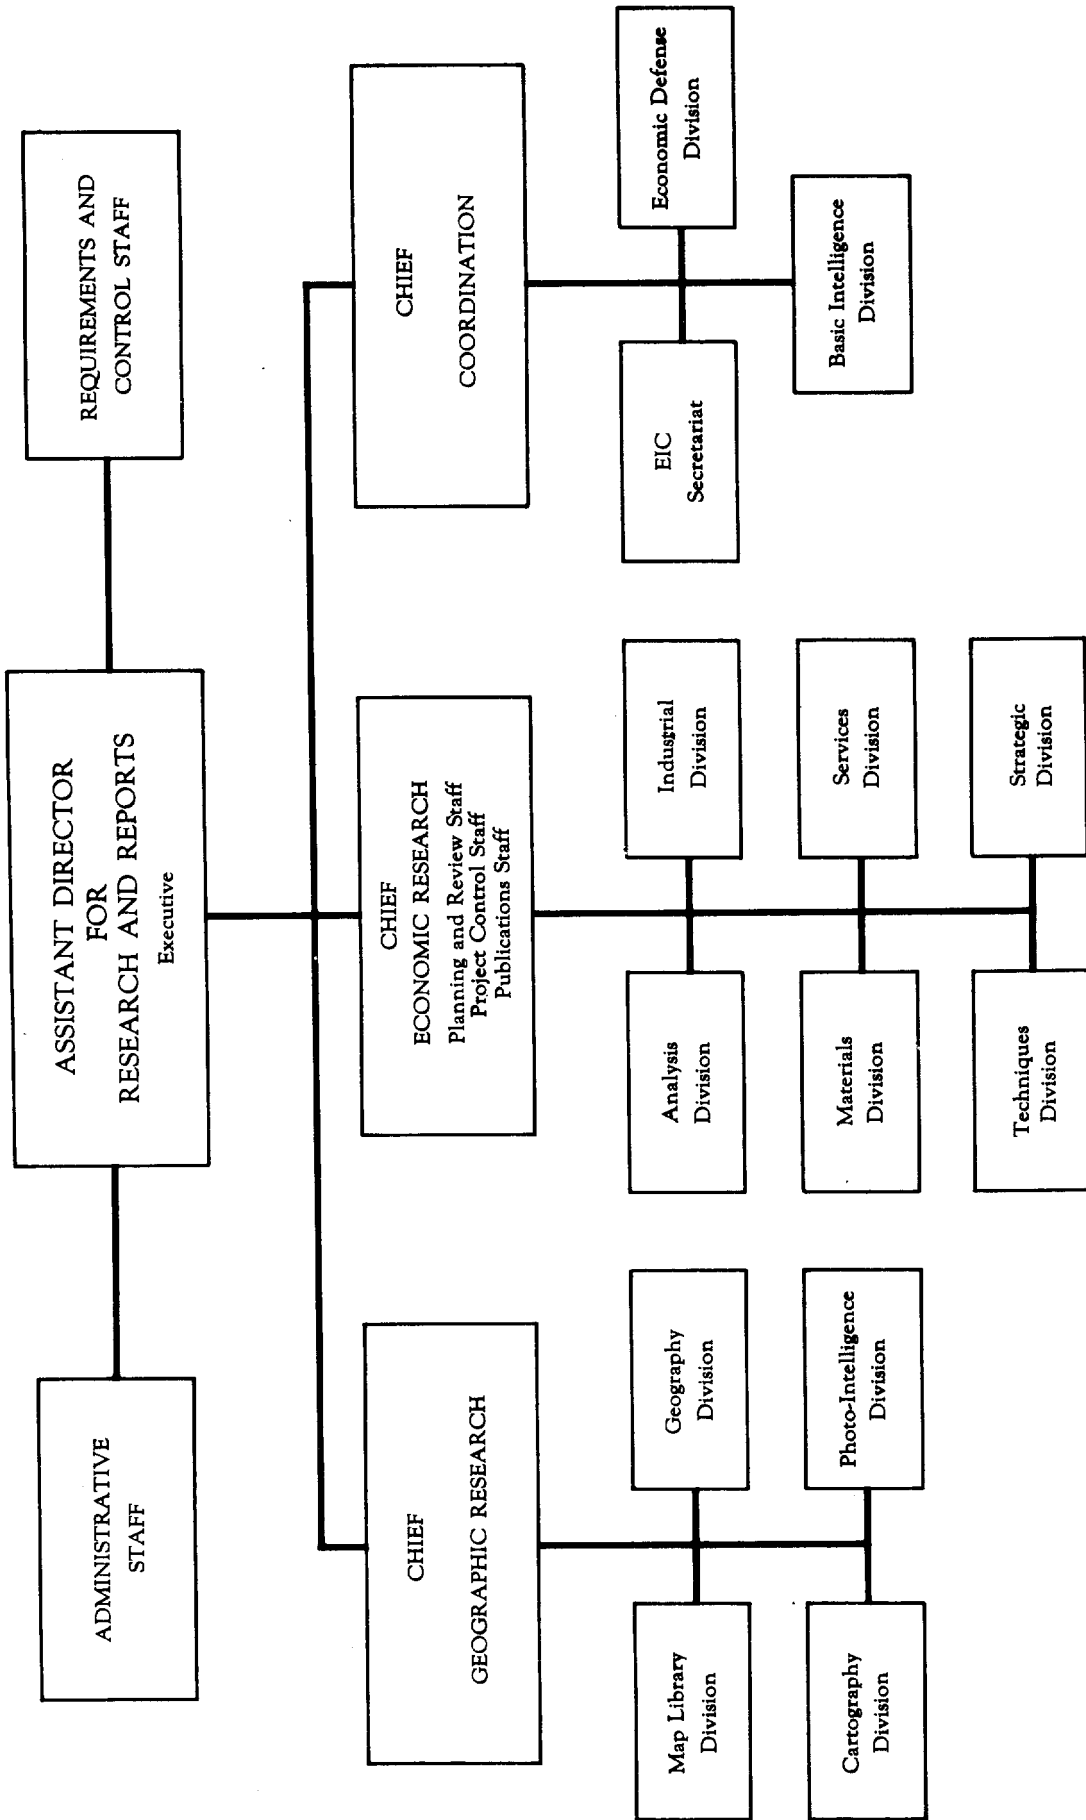 ASSISTANT DIRECTOR
FOR
RESEARCH AND REPORTS
Executive
ADMINISTRATIVE
STAFF
REQUIREMENTS AND
CONTROL STAFF
CHIEF
GEOGRAPHIC RESEARCH
CHIEF
ECONOMIC RESEARCH
Planning and Review Staff
Project Control Staff
Publications Staff
CHIEF
COORDINATION
Map Library
Division
Geography
Division
Cartography
Division
Photo-Intelligence
Division
Analysis
Division
Industrial
Division
Materials
Division
Services
Division
Techniques
Division
Strategic
Division
EIC
Secretariat
Economic Defense
Division
Basic Intelligence
Division